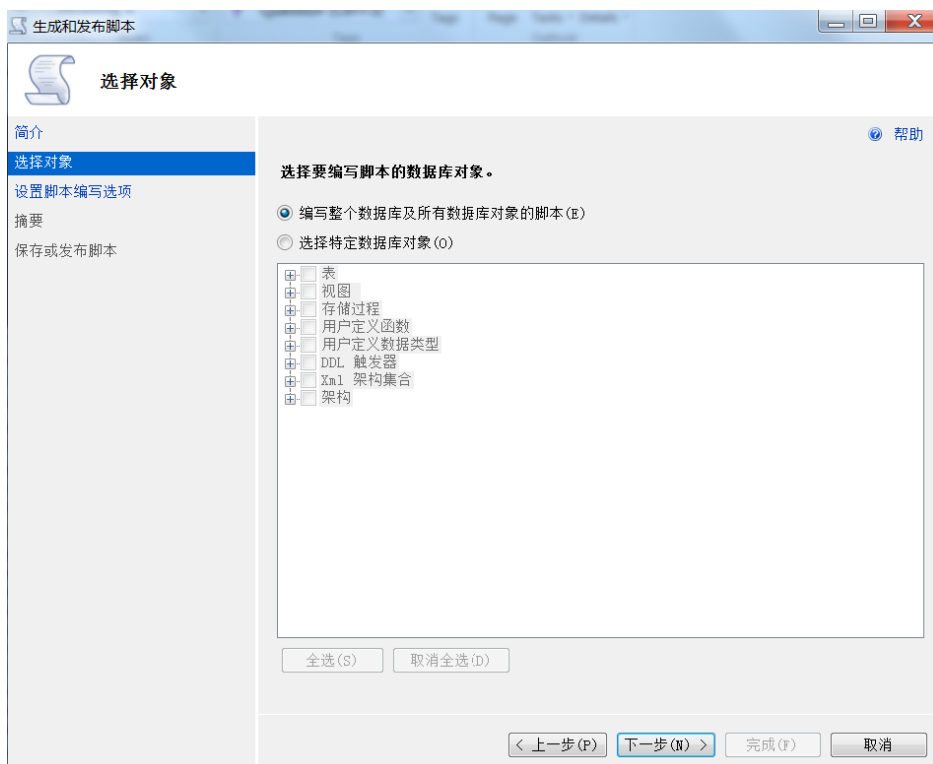 生成和发布脚本
选择对象
简介
选择对象
设置脚本编写选项
摘要
保存或发布脚本
帮助
选择要编写脚本的数据库对象。
编写整个数据库及所有数据库对象的脚本(E)
选择特定数据库对象(O)
表
视图
存储过程
用户定义函数
用户定义数据类型
DDL 触发器
Xml 架构集合
架构
全选(S) 取消全选(D)
< 上一步(P) 下一步(N) > 完成(F) 取消